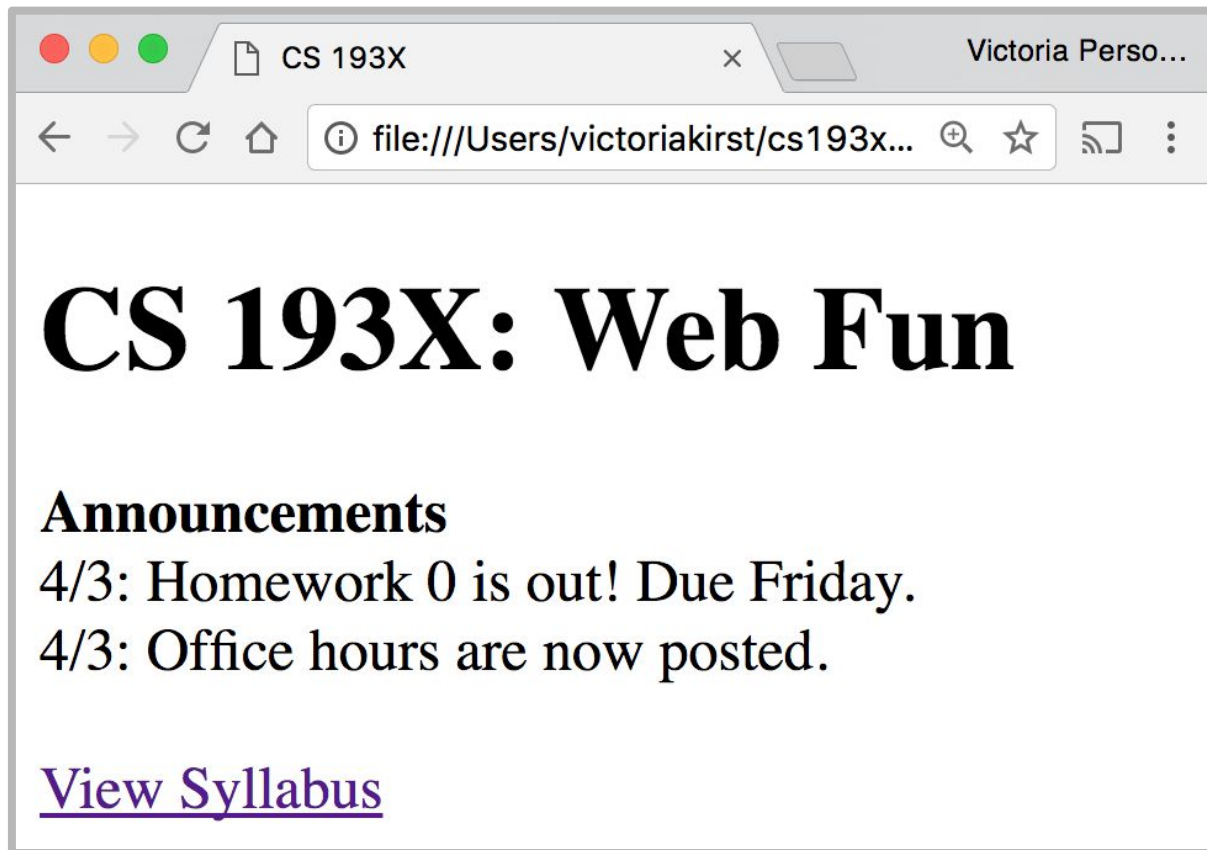 CS 193X
Victoria Perso...
file:///Users/victoriakirst/cs193x...
CS 193X: Web Fun
Announcements
4/3: Homework 0 is out! Due Friday.
4/3: Office hours are now posted.
View Syllabus